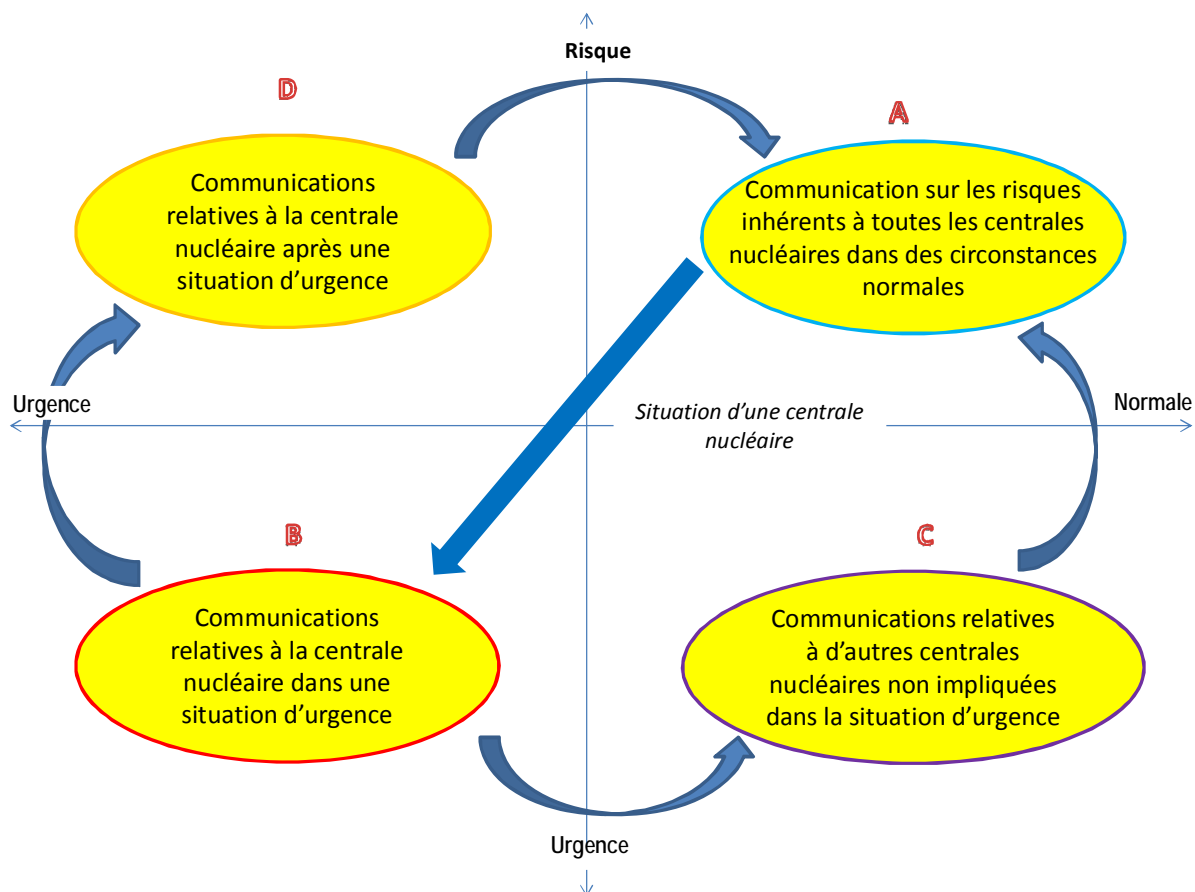 Risque
D
A
Communications
relatives à la centrale
nucléaire après une
situation d’urgence
Communication sur les risques
inhérents à toutes les centrales
nucléaires dans des circonstances
normales
Urgence
Situation d’une centrale
nucléaire
Normale
B
C
Communications
relatives à la centrale
nucléaire dans une
situation d’urgence
Communications relatives
à d’autres centrales
nucléaires non impliquées
dans la situation d’urgence
Urgence